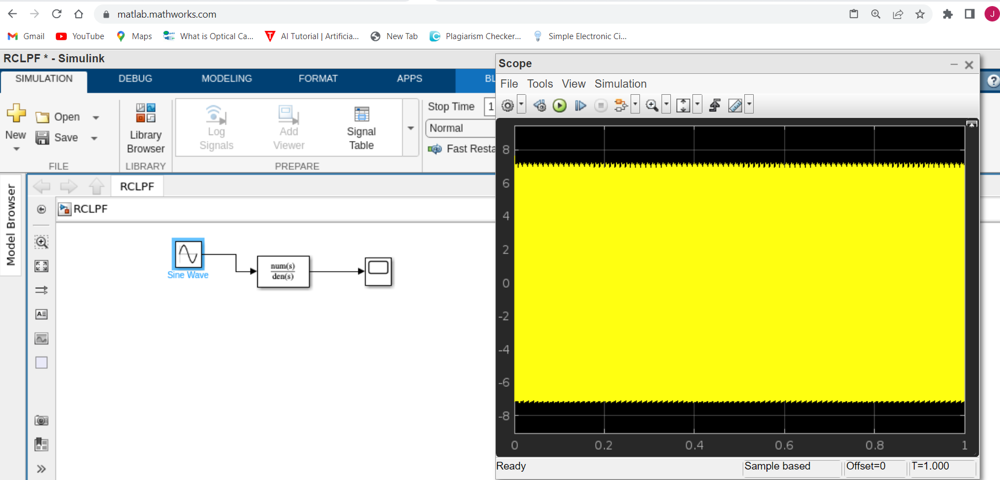 matlab.mathworks.com
J
Gmail YouTube Maps What is Optical Ca... AI Tutorial | Artificia... New Tab Plagiarism Checker... Simple Electronic Ci...
RCLPF * - Simulink
SIMULATION DEBUG MODELING FORMAT APPS BL
New
Open
Save
FILE
Library
Browser
LIBRARY
Log
Signals
Add
Viewer
Signal
Table
PREPARE
Stop Time 1
Normal
Fast Resta
Model Browser
RCLPF
RCLPF
Sine Wave
num(s)
den(s)
Scope
File Tools View Simulation
8
6
4
2
0
-2
-4
-6
-8
0 0.2 0.4 0.6 0.8 1
Ready Sample based Offset=0 T=1.000